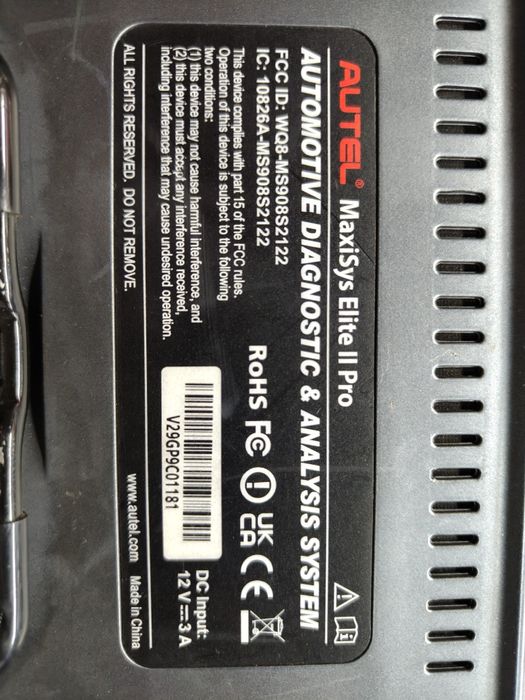 AUTEL® MaxiSys Elite II Pro
AUTOMOTIVE DIAGNOSTIC & ANALYSIS SYSTEM
FCC ID: WQ8-MS908S2122
IC: 10826A-MS908S2122
This device complies with part 15 of the FCC rules.
Operation of this device is subject to the following
two conditions:
(1) this device may not cause harmful interference, and
(2) this device must accept any interference received,
including interference that may cause undesired operation.
RoHS FC UK CA CE
V29GP9C01181
DC Input:
12 V⎓3 A
ALL RIGHTS RESERVED. DO NOT REMOVE.
www.autel.com Made in China